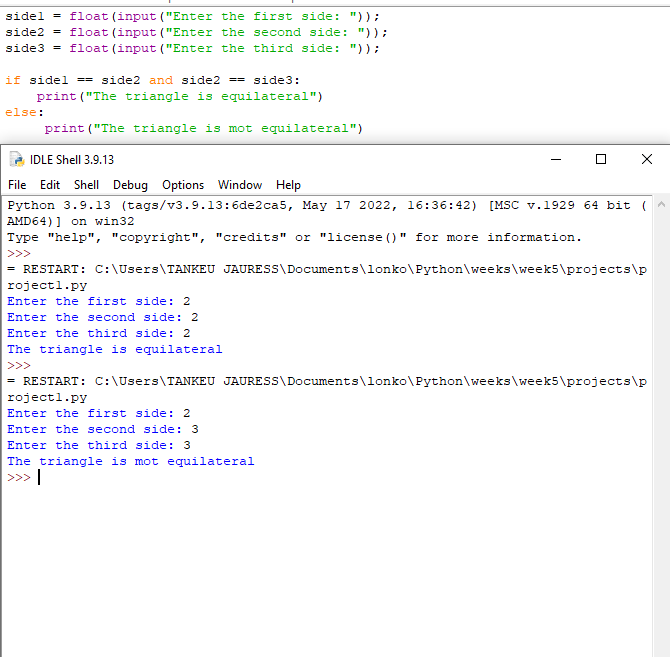 side1 = float(input("Enter the first side: "));
side2 = float(input("Enter the second side: "));
side3 = float(input("Enter the third side: "));
if side1 == side2 and side2 == side3:
    print("The triangle is equilateral")
else:
     print("The triangle is mot equilateral")
IDLE Shell 3.9.13
File Edit Shell Debug Options Window Help
Python 3.9.13 (tags/v3.9.13:6de2ca5, May 17 2022, 16:36:42) [MSC v.1929 64 bit (
AMD64)] on win32
Type "help", "copyright", "credits" or "license()" for more information.
>>>
= RESTART: C:\Users\TANKEU JAURESS\Documents\lonko\Python\weeks\week5\projects\p
roject1.py
Enter the first side: 2
Enter the second side: 2
Enter the third side: 2
The triangle is equilateral
>>>
= RESTART: C:\Users\TANKEU JAURESS\Documents\lonko\Python\weeks\week5\projects\p
roject1.py
Enter the first side: 2
Enter the second side: 3
Enter the third side: 3
The triangle is mot equilateral
>>>